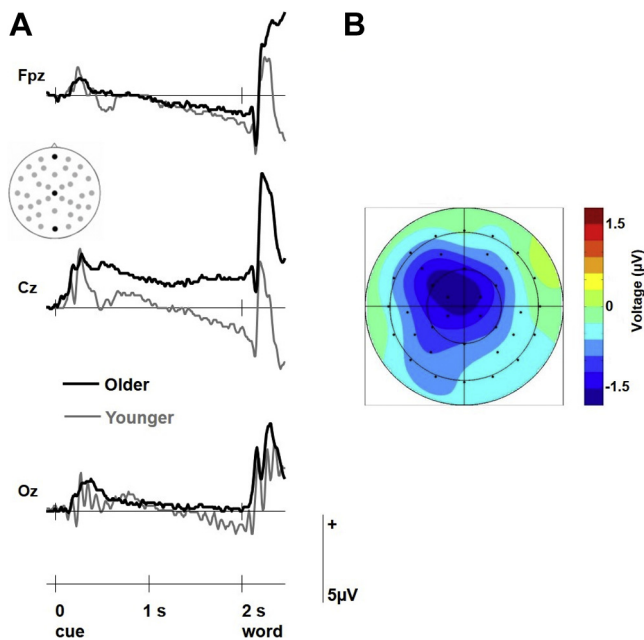 A
B
Fpz
Cz
Older
Younger
Oz
+
5µV
0
1 s
2 s
cue
word
1.5
0
-1.5
Voltage (µV)